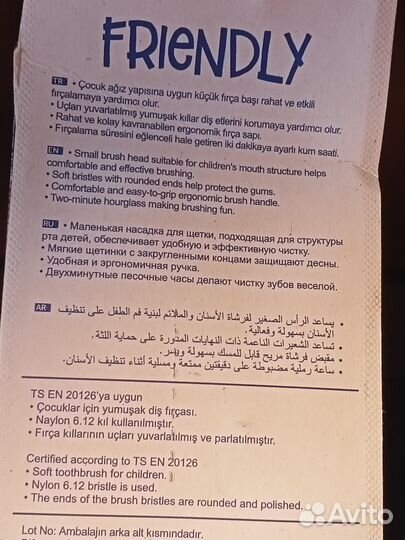 FRIENDLY
TR • Çocuk ağız yapısına uygun küçük fırça başı rahat ve etkili
fırçalamaya yardımcı olur.
• Uçları yuvarlatılmış yumuşak kıllar diş etlerini korumaya yardımcı olur.
• Rahat ve kolay kavranabilen ergonomik fırça sapı.
• Fırçalama süresini eğlenceli hale getiren iki dakikaya ayarlı kum saati.
EN • Small brush head suitable for children's mouth structure helps
comfortable and effective brushing.
• Soft bristles with rounded ends help protect the gums.
• Comfortable and easy-to-grip ergonomic brush handle.
• Two-minute hourglass making brushing fun.
RU • Маленькая насадка для щетки, подходящая для структуры
рта детей, обеспечивает удобную и эффективную чистку.
• Мягкие щетинки с закругленными концами защищают десны.
• Удобная и эргономичная ручка.
• Двухминутные песочные часы делают чистку зубов веселой.
AR • يساعد الرأس الصغير لفرشاة الأسنان والملائم لبنية فم الطفل على تنظيف
الأسنان بسهولة وفعالية.
• تساعد الشعيرات الناعمة ذات النهايات المدورة على حماية اللثة.
• مقبض فرشاة مريح قابل للمسك بسهولة ويسر.
• ساعة رملية مضبوطة على دقيقتين ممتعة ومسلية أثناء تنظيف الأسنان.
TS EN 20126'ya uygun
• Çocuklar için yumuşak diş fırçası.
• Naylon 6.12 kıl kullanılmıştır.
• Fırça kıllarının uçları yuvarlatılmış ve parlatılmıştır.
Certified according to TS EN 20126
• Soft toothbrush for children.
• Nylon 6.12 bristle is used.
• The ends of the brush bristles are rounded and polished.
Lot No: Ambalajın arka alt kısmındadır.
Avito